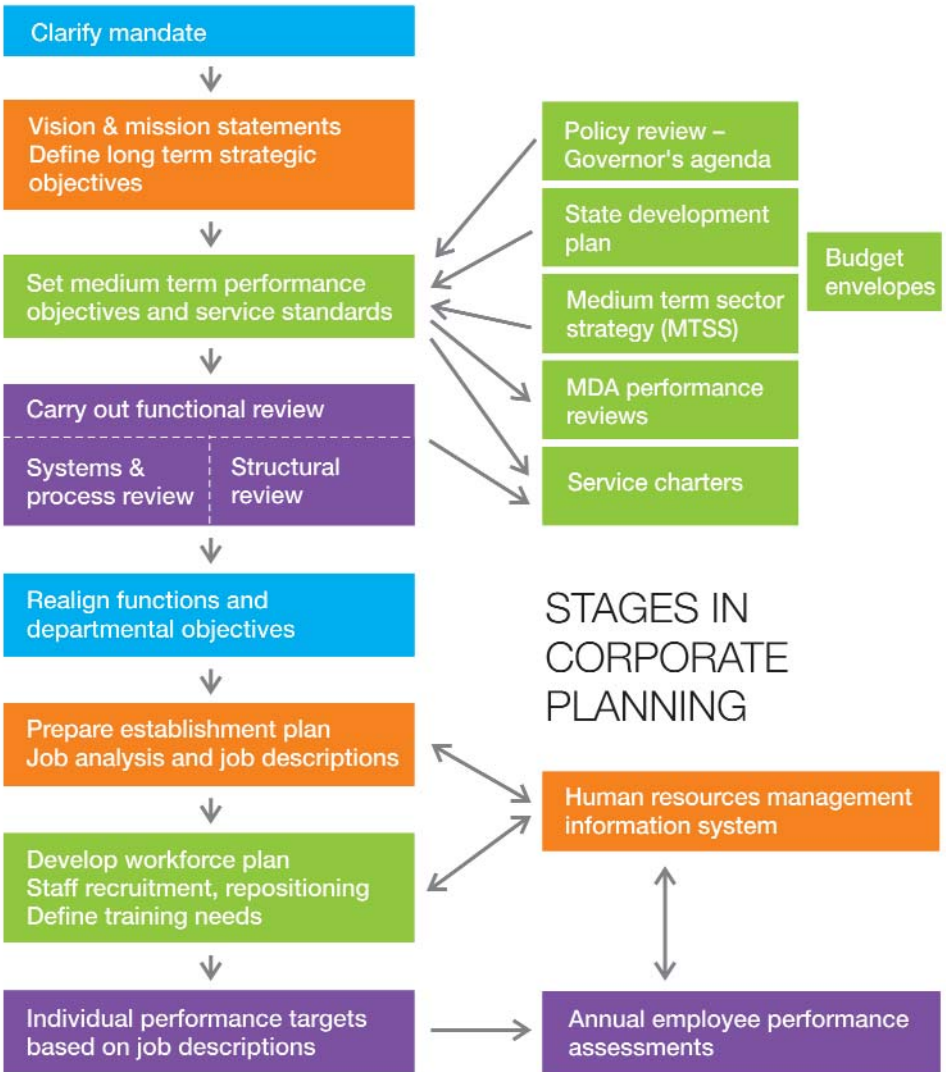 Clarify mandate
Vision & mission statements
Define long term strategic
objectives
Set medium term performance
objectives and service standards
Carry out functional review
Systems &
process review
Structural
review
Realign functions and
departmental objectives
Prepare establishment plan
Job analysis and job descriptions
Develop workforce plan
Staff recruitment, repositioning
Define training needs
Individual performance targets
based on job descriptions
Policy review –
Governor's agenda
State development
plan
Medium term sector
strategy (MTSS)
MDA performance
reviews
Service charters
Budget
envelopes
STAGES IN
CORPORATE
PLANNING
Human resources management
information system
Annual employee performance
assessments